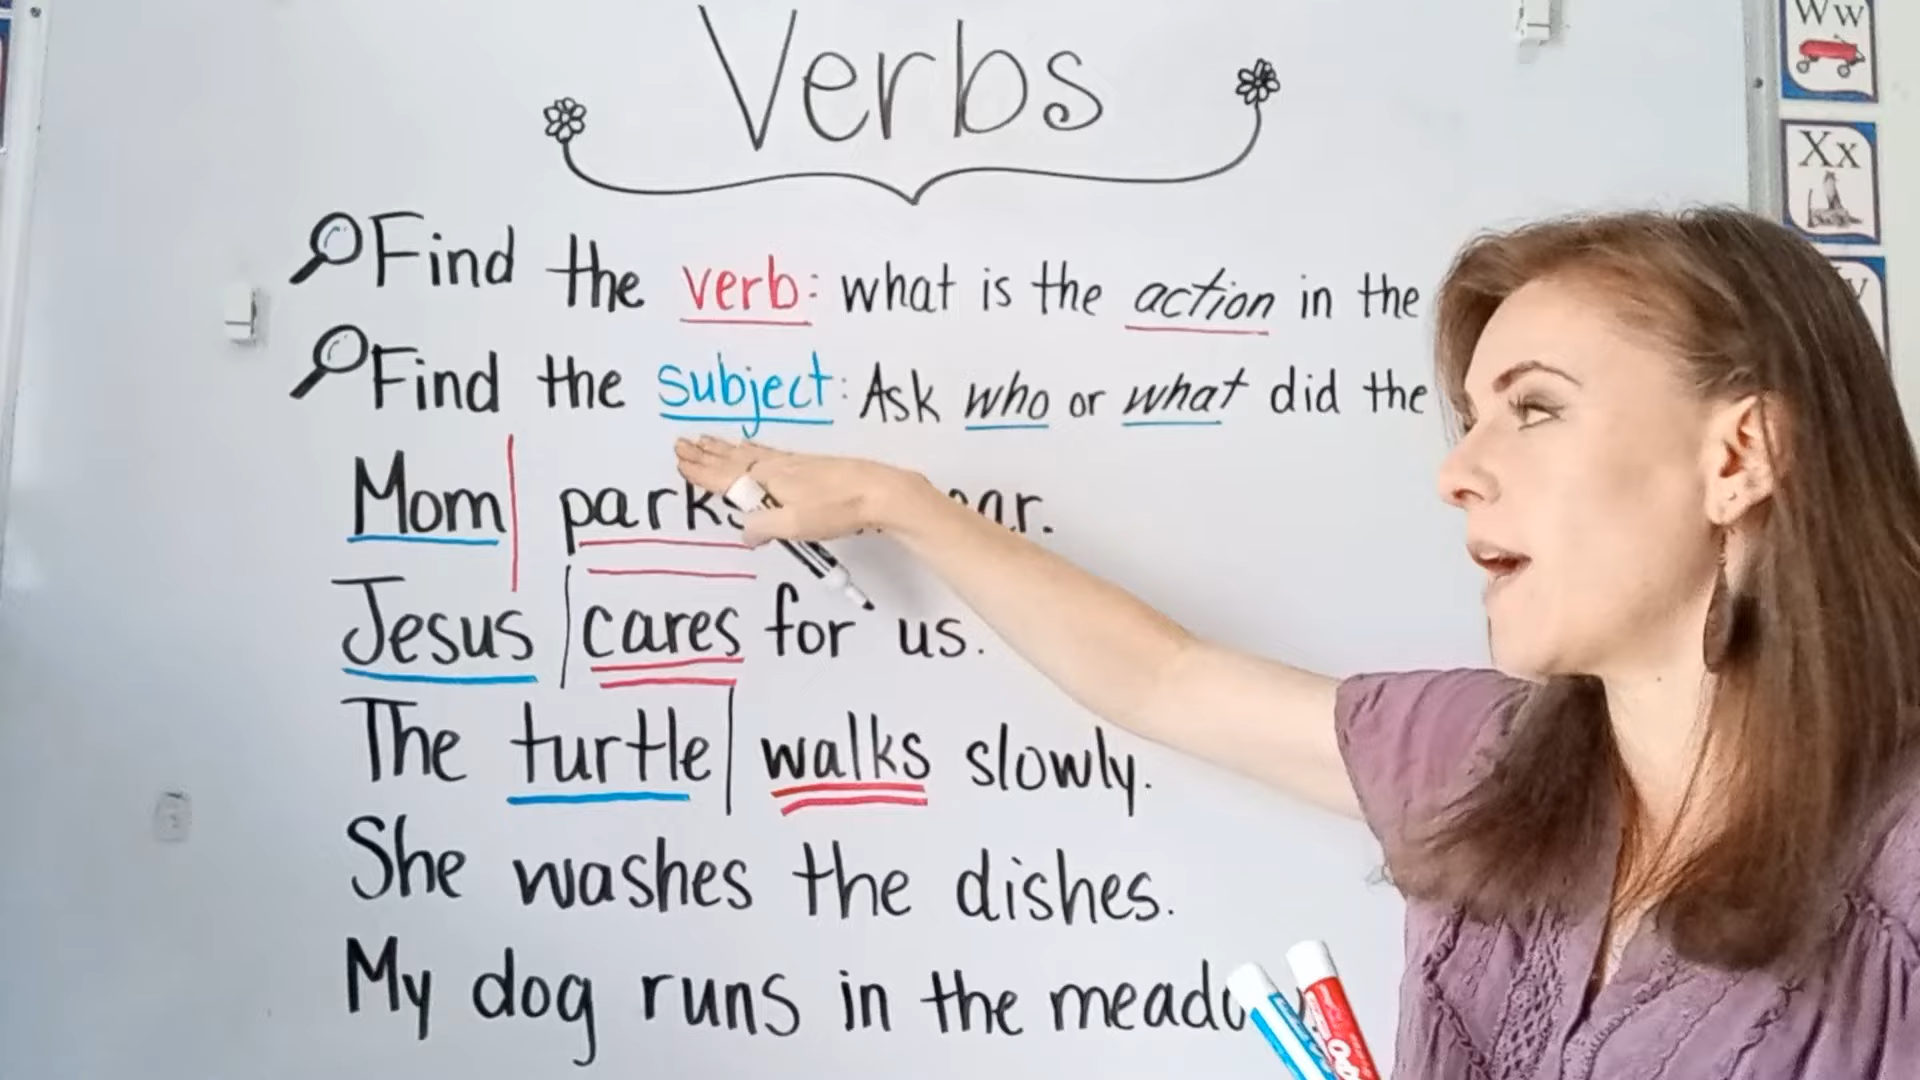 Verbs
Find the verb: what is the action in the
Find the subject: Ask who or what did the
Mom parks
Jesus cares for us.
The turtle walks slowly.
She washes the dishes.
My dog runs in the
Ww
Xx